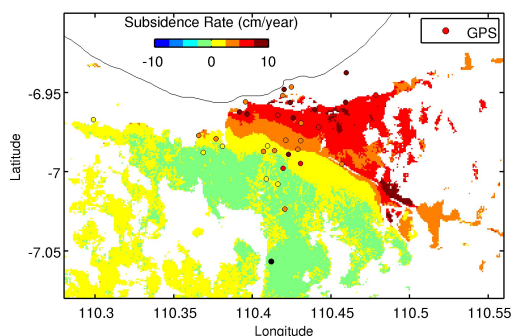 Subsidence Rate (cm/year)
-10 0 10
GPS
-6.95
-7
-7.05
Latitude
110.3 110.35 110.4 110.45 110.5 110.55
Longitude